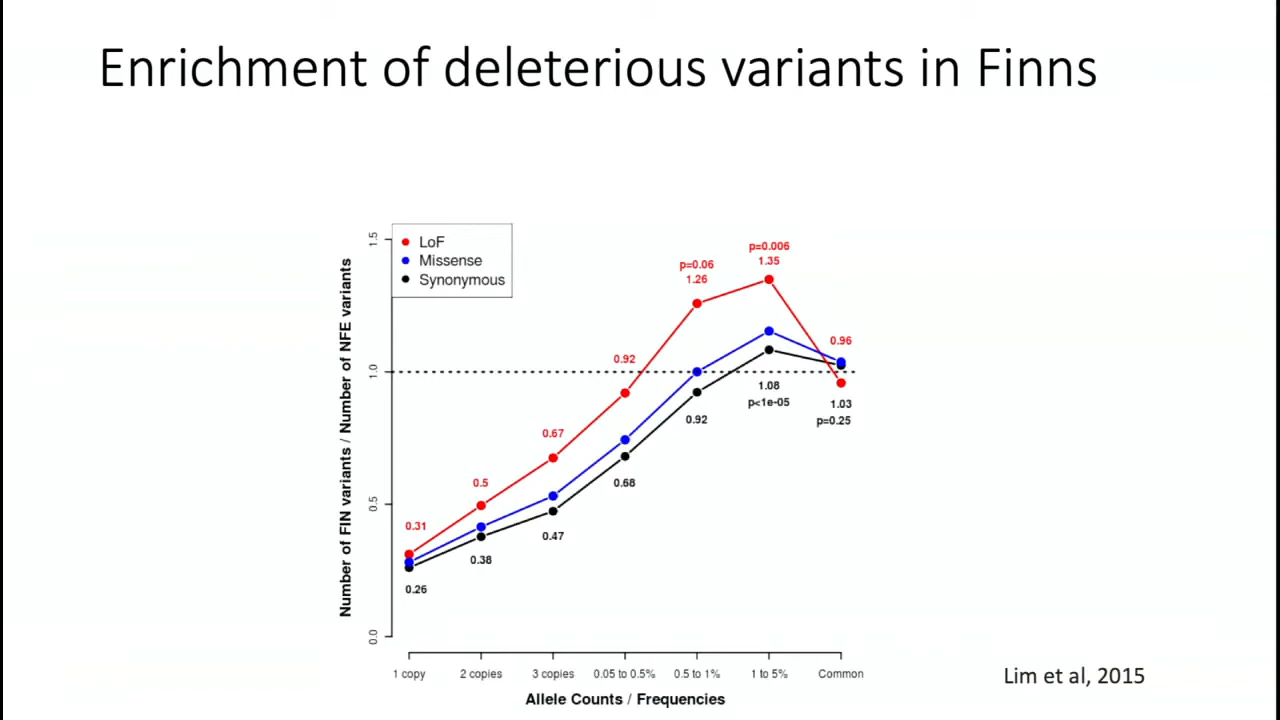 Enrichment of deleterious variants in Finns
LoF
Missense
Synonymous
Number of FIN variants / Number of NFE variants
1.5
1.0
0.5
0.0
p=0.006
1.35
p=0.06
1.26
0.96
0.92
0.67
0.5
0.31
1.08
p<1e-05
1.03
p=0.25
0.92
0.68
0.47
0.38
0.26
1 copy 2 copies 3 copies 0.05 to 0.5% 0.5 to 1% 1 to 5% Common
Allele Counts / Frequencies
Lim et al, 2015